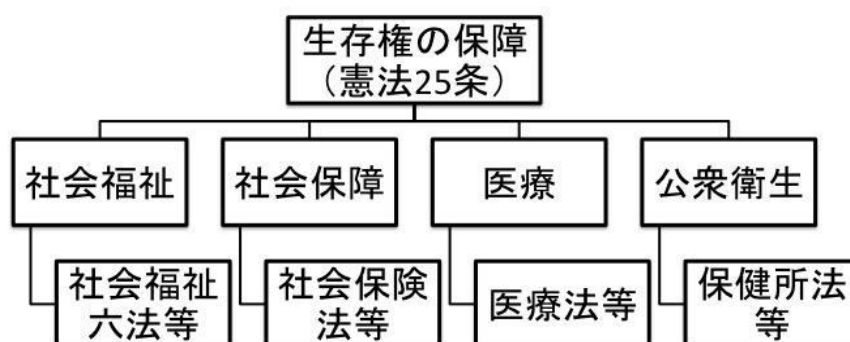 生存権の保障
（憲法25条）
社会福祉
社会保障
医療
公衆衛生
社会福祉
六法等
社会保険
法等
医療法等
保健所法
等